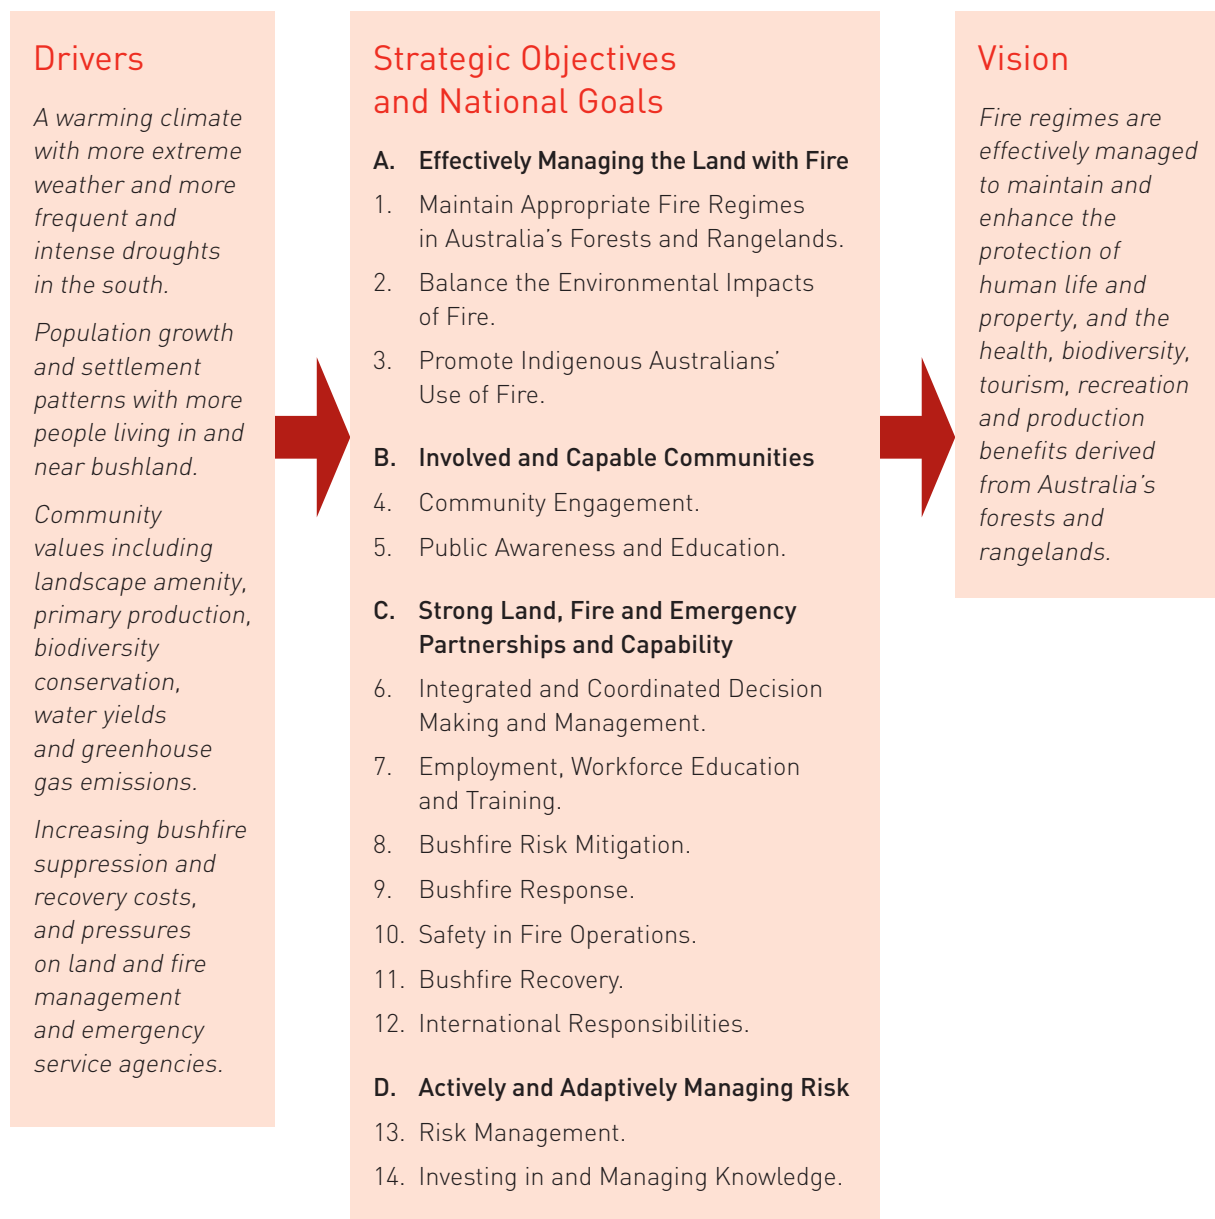 Drivers
A warming climate
with more extreme
weather and more
frequent and
intense droughts
in the south.
Population growth
and settlement
patterns with more
people living in and
near bushland.
Community
values including
landscape amenity,
primary production,
biodiversity
conservation,
water yields
and greenhouse
gas emissions.
Increasing bushfire
suppression and
recovery costs,
and pressures
on land and fire
management
and emergency
service agencies.
Strategic Objectives
and National Goals
A. Effectively Managing the Land with Fire
1. Maintain Appropriate Fire Regimes
in Australia’s Forests and Rangelands.
2. Balance the Environmental Impacts
of Fire.
3. Promote Indigenous Australians’
Use of Fire.
B. Involved and Capable Communities
4. Community Engagement.
5. Public Awareness and Education.
C. Strong Land, Fire and Emergency
Partnerships and Capability
6. Integrated and Coordinated Decision
Making and Management.
7. Employment, Workforce Education
and Training.
8. Bushfire Risk Mitigation.
9. Bushfire Response.
10. Safety in Fire Operations.
11. Bushfire Recovery.
12. International Responsibilities.
D. Actively and Adaptively Managing Risk
13. Risk Management.
14. Investing in and Managing Knowledge.
Vision
Fire regimes are
effectively managed
to maintain and
enhance the
protection of
human life and
property, and the
health, biodiversity,
tourism, recreation
and production
benefits derived
from Australia’s
forests and
rangelands.